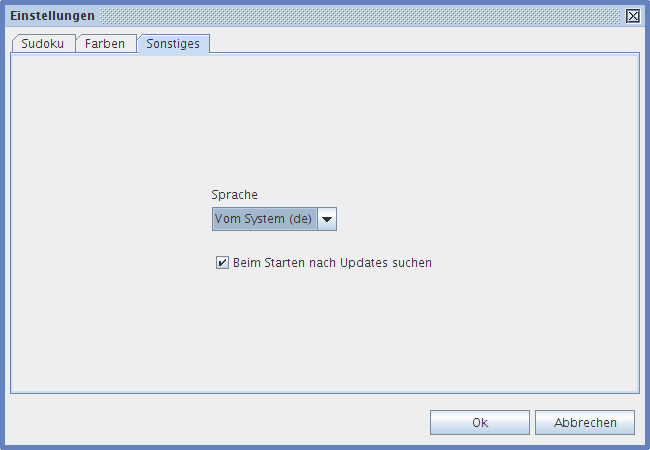 Einstellungen
Sudoku Farben Sonstiges
Sprache
Vom System (de)
Beim Starten nach Updates suchen
Ok Abbrechen